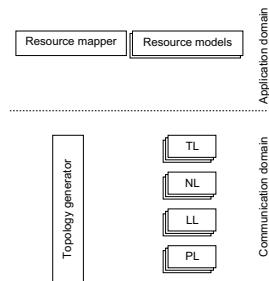 Resource mapper
Resource models
Application domain
Topology generator
TL
NL
LL
PL
Communication domain